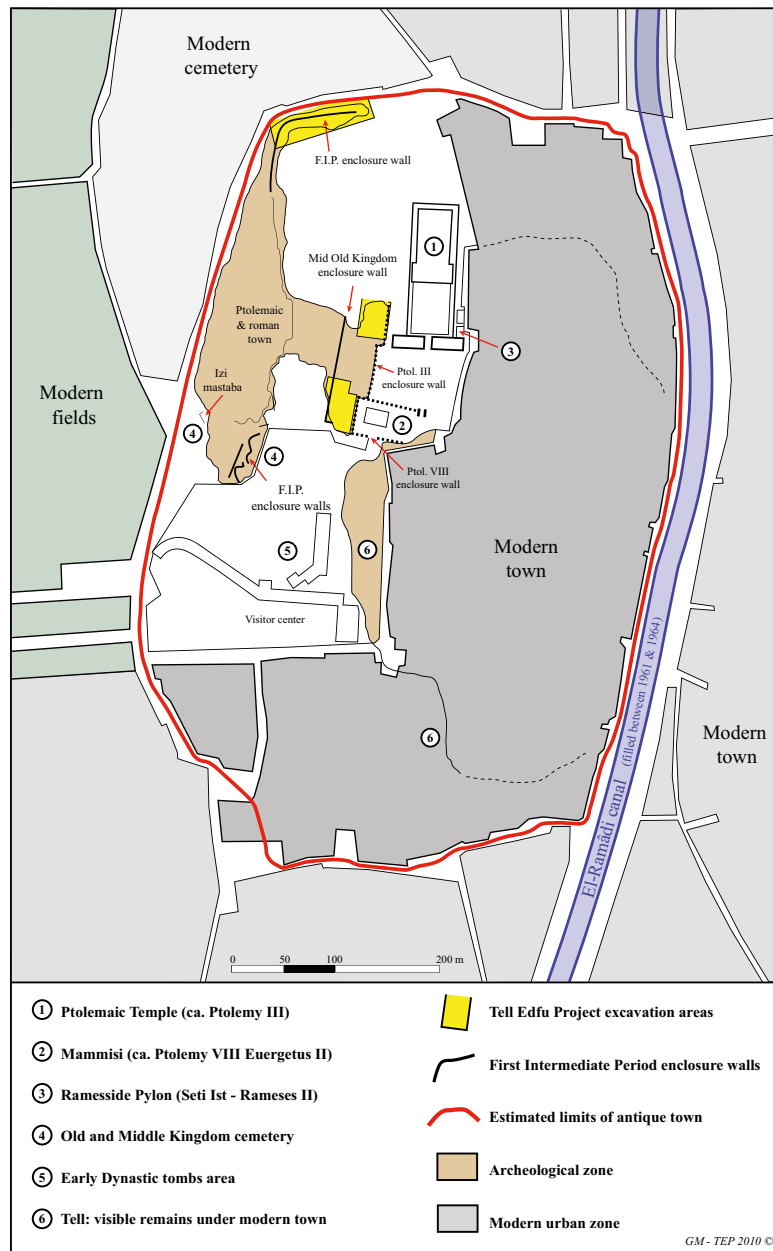 Modern
cemetery
F.I.P. enclosure wall
1
Mid Old Kingdom
enclosure wall
Ptolemaic
& roman
town
3
Ptol. III
enclosure wall
Izi
mastaba
Modern
fields
2
4
4
Ptol. VIII
enclosure wall
F.I.P.
enclosure walls
5
6
Modern
town
Visitor center
6
Modern
town
El-Ramâdi canal (filled between 1961 & 1964)
0 50 100 200 m
1 Ptolemaic Temple (ca. Ptolemy III)
2 Mammisi (ca. Ptolemy VIII Euergetus II)
3 Ramesside Pylon (Seti Ist - Rameses II)
4 Old and Middle Kingdom cemetery
5 Early Dynastic tombs area
6 Tell: visible remains under modern town
Tell Edfu Project excavation areas
First Intermediate Period enclosure walls
Estimated limits of antique town
Archeological zone
Modern urban zone
GM - TEP 2010 ©